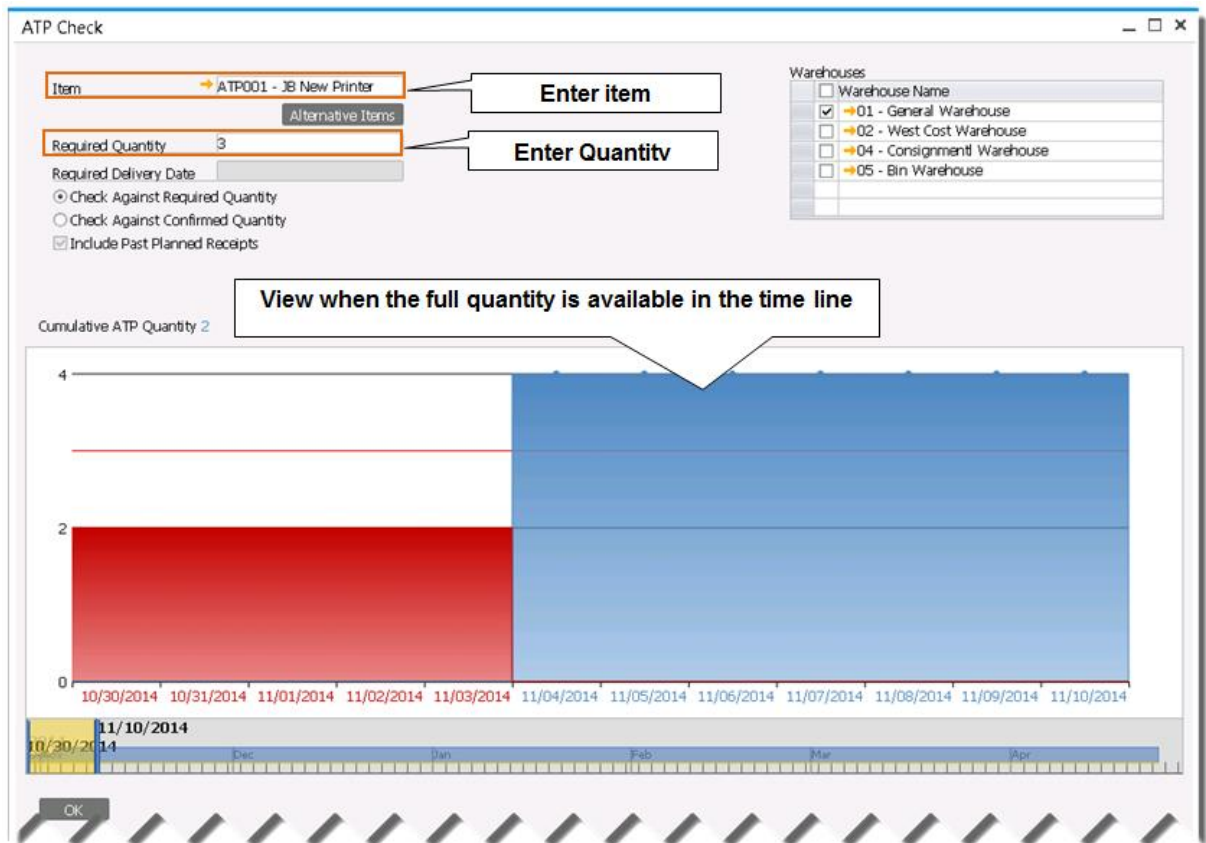 ATP Check
Item ATP001 - JB New Printer
Enter item
Alternative Items
Required Quantity 3
Enter Quantity
Required Delivery Date
Check Against Required Quantity
Check Against Confirmed Quantity
Include Past Planned Receipts
Warehouses
Warehouse Name
01 - General Warehouse
02 - West Cost Warehouse
04 - Consignmentl Warehouse
05 - Bin Warehouse
View when the full quantity is available in the time line
Cumulative ATP Quantity 2
4
2
0
10/30/2014 10/31/2014 11/01/2014 11/02/2014 11/03/2014 11/04/2014 11/05/2014 11/06/2014 11/07/2014 11/08/2014 11/09/2014 11/10/2014
11/10/2014
10/30/2014
Dec Jan Feb Mar Apr
OK